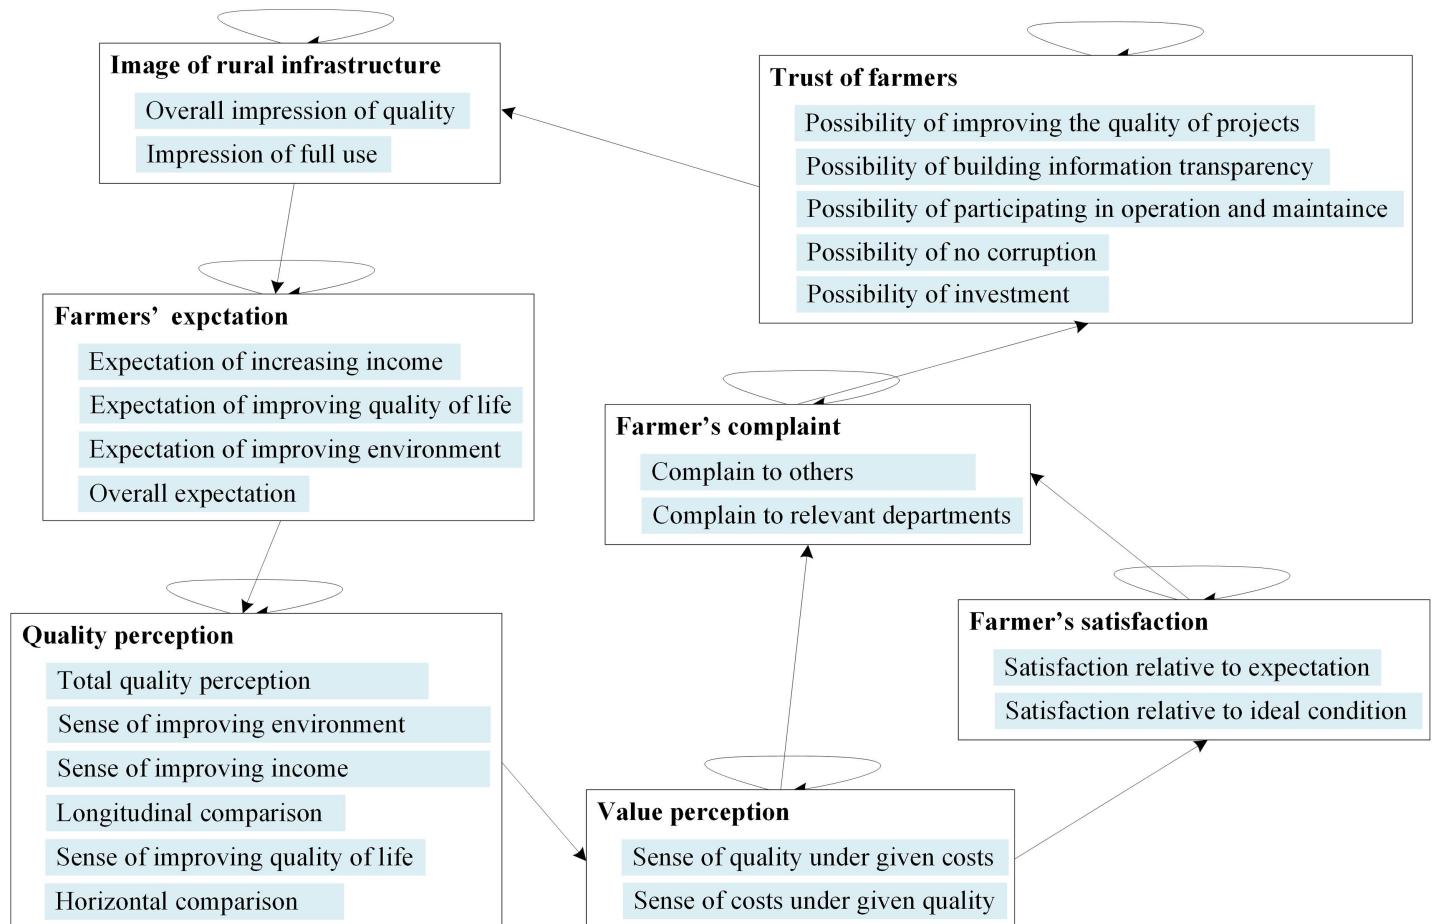 Image of rural infrastructure
Overall impression of quality
Impression of full use
Trust of farmers
Possibility of improving the quality of projects
Possibility of building information transparency
Possibility of participating in operation and maintaince
Possibility of no corruption
Possibility of investment
Farmers’ expctation
Expectation of increasing income
Expectation of improving quality of life
Expectation of improving environment
Overall expectation
Farmer’s complaint
Complain to others
Complain to relevant departments
Quality perception
Total quality perception
Sense of improving environment
Sense of improving income
Longitudinal comparison
Sense of improving quality of life
Horizontal comparison
Farmer’s satisfaction
Satisfaction relative to expectation
Satisfaction relative to ideal condition
Value perception
Sense of quality under given costs
Sense of costs under given quality